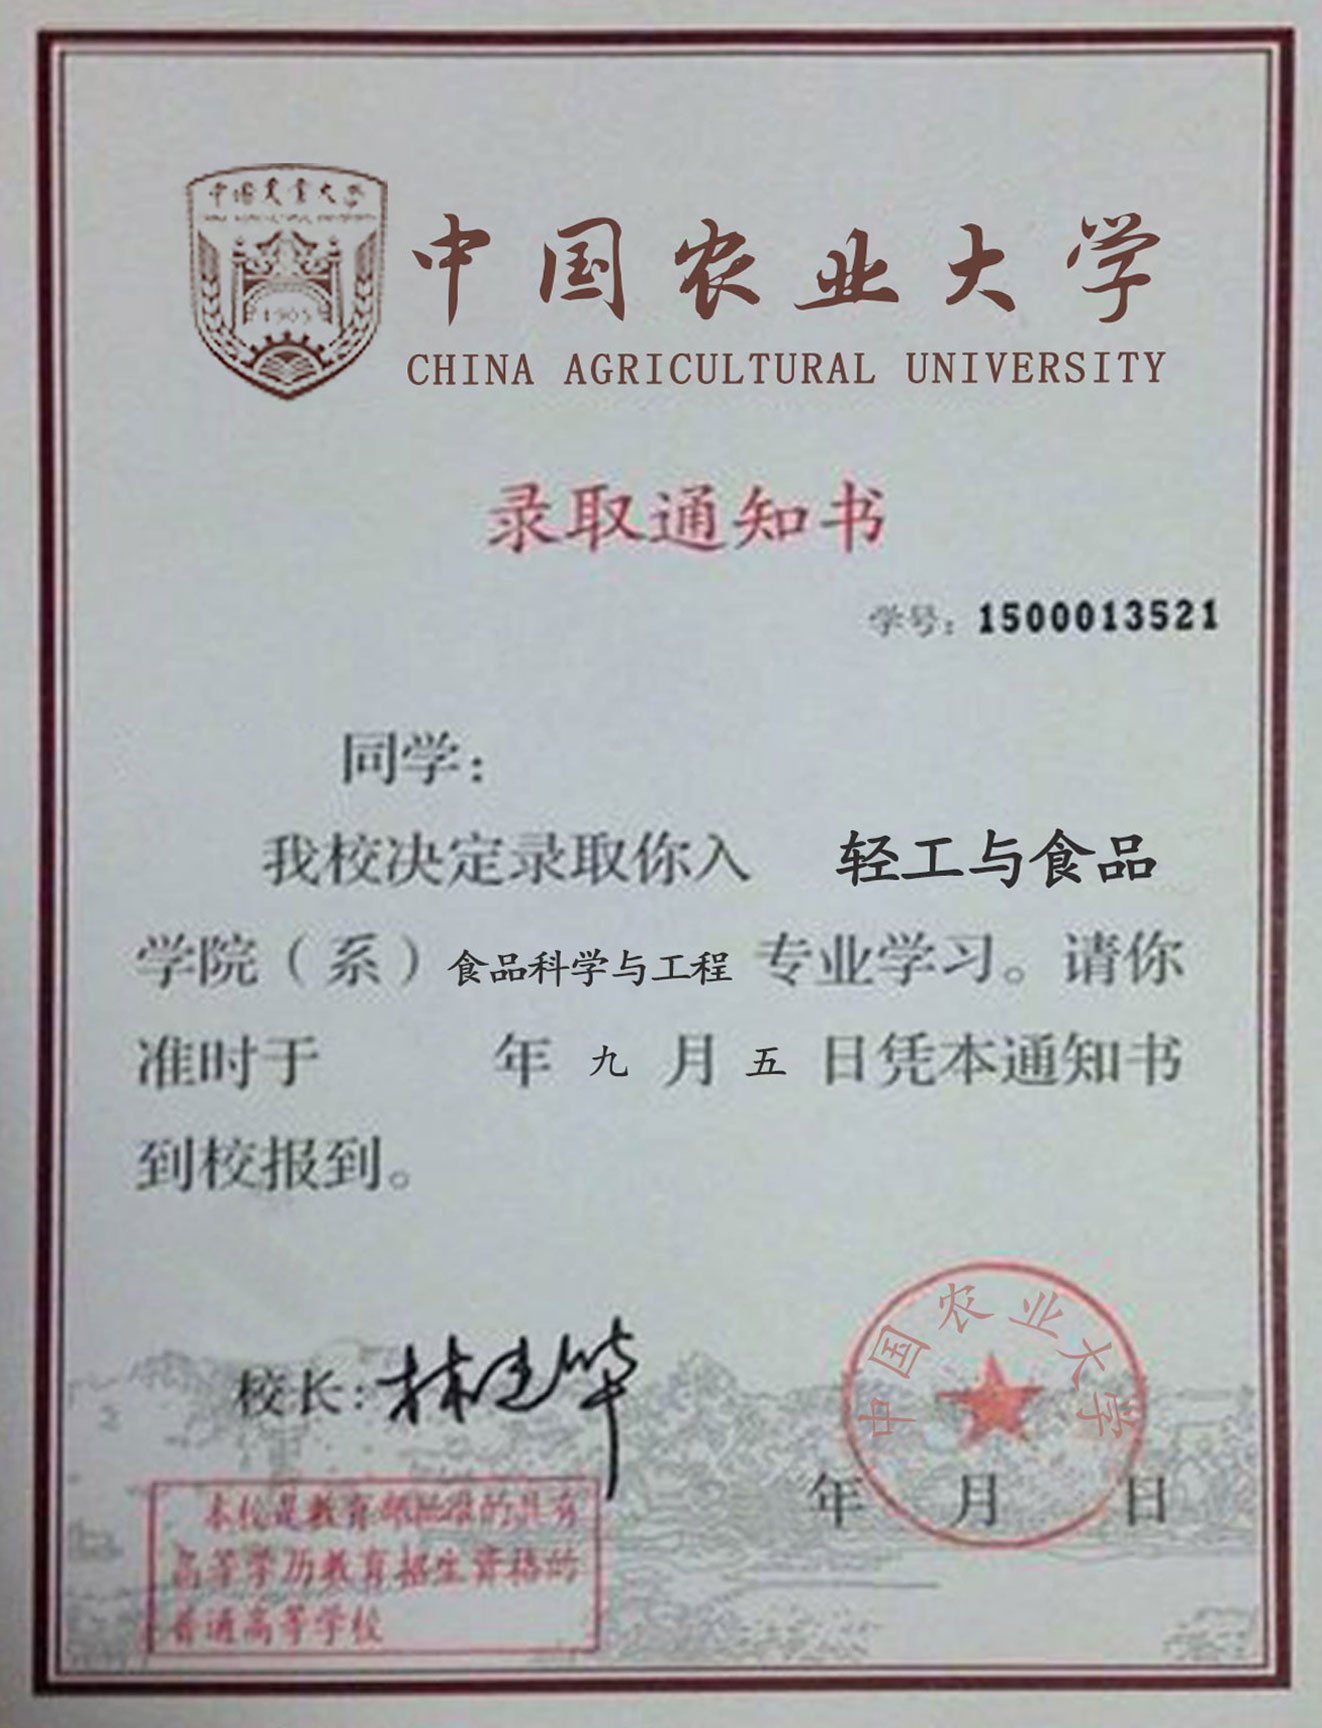 中国农业大学
1905
中国农业大学
CHINA AGRICULTURAL UNIVERSITY
录取通知书
学号：1500013521
同学：
我校决定录取你入 轻工与食品
学院（系）食品科学与工程 专业学习。请你
准时于 年 九 月 五 日凭本通知书
到校报到。
校长：林建华
中国农业大学
年 月 日
本校是教育部批准的具有
高等学历教育招生资格的
普通高等学校